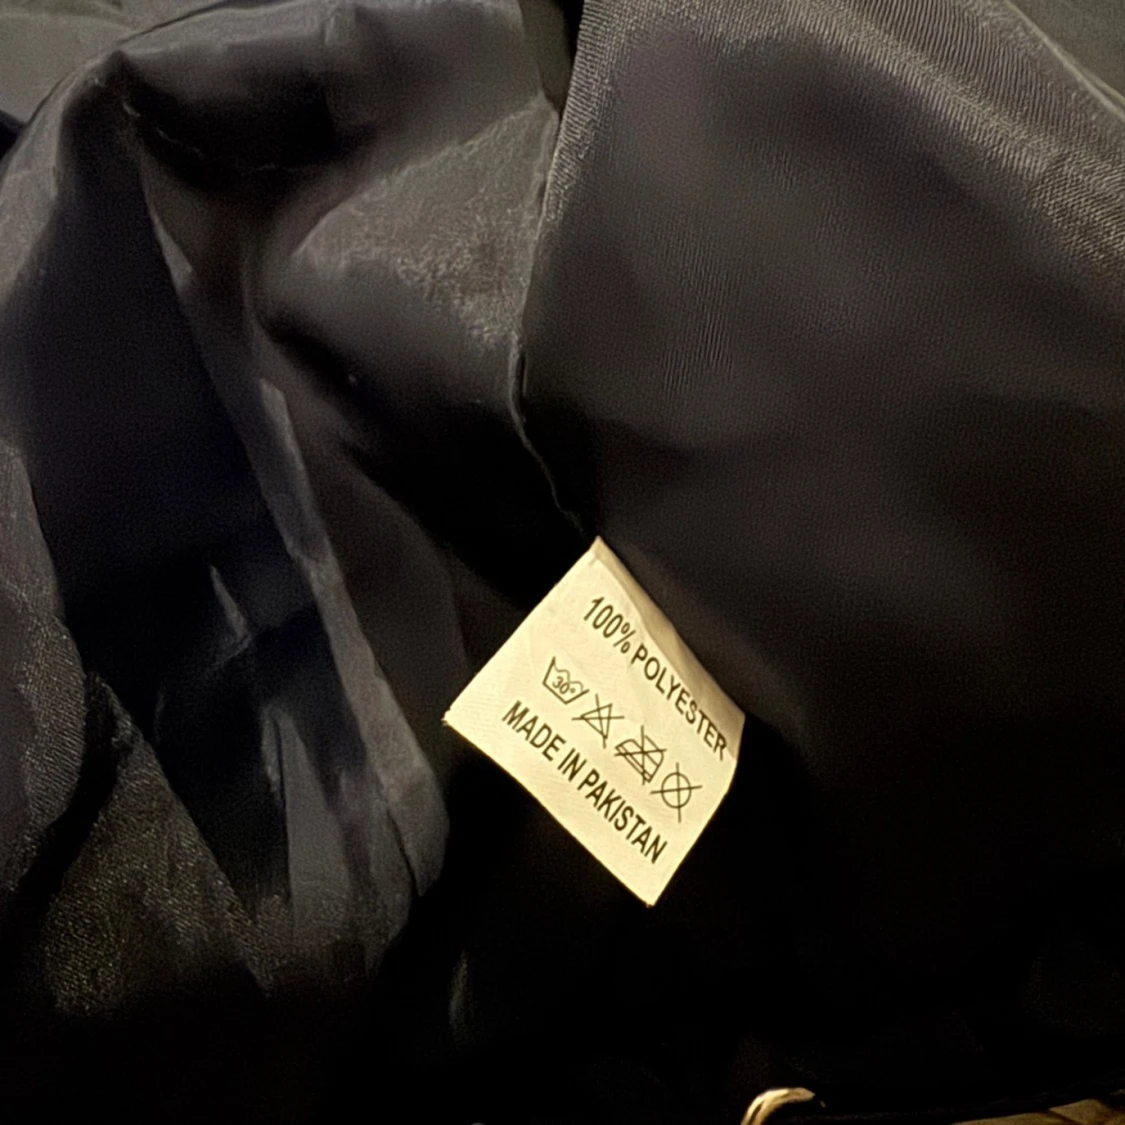 100% POLYESTER
30°
MADE IN PAKISTAN